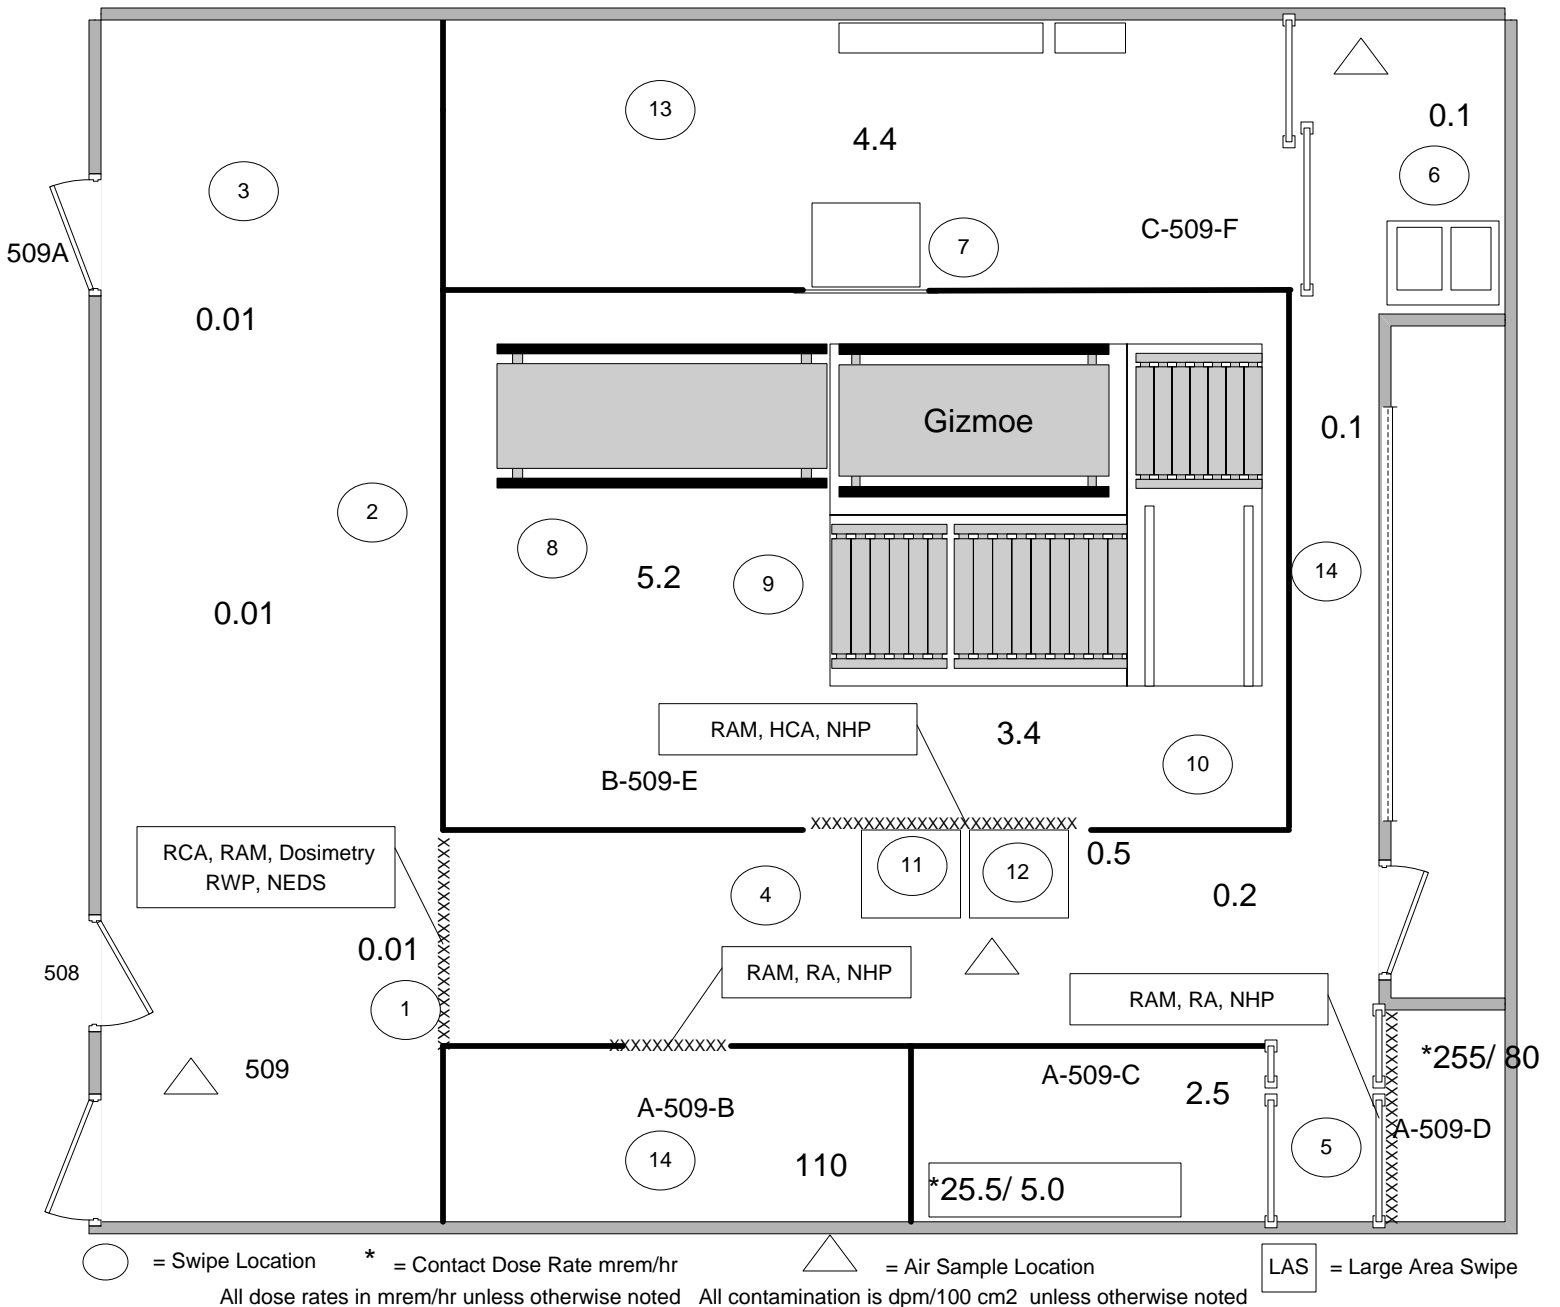 13
4.4
0.1
3
6
509A
7
C-509-F
0.01
Gizmoe
0.1
2
8
5.2
9
14
0.01
RAM, HCA, NHP
3.4
10
B-509-E
XXXXXXXXXXXXXXXXXXXXXXX
RCA, RAM, Dosimetry
RWP, NEDS
11
12
0.5
4
0.2
0.01
508
RAM, RA, NHP
RAM, RA, NHP
1
XXXXXXXXXX
509
*255/ 80
A-509-C
2.5
A-509-B
A-509-D
14
110
5
*25.5/ 5.0
= Swipe Location * = Contact Dose Rate mrem/hr = Air Sample Location LAS = Large Area Swipe
All dose rates in mrem/hr unless otherwise noted All contamination is dpm/100 cm2 unless otherwise noted